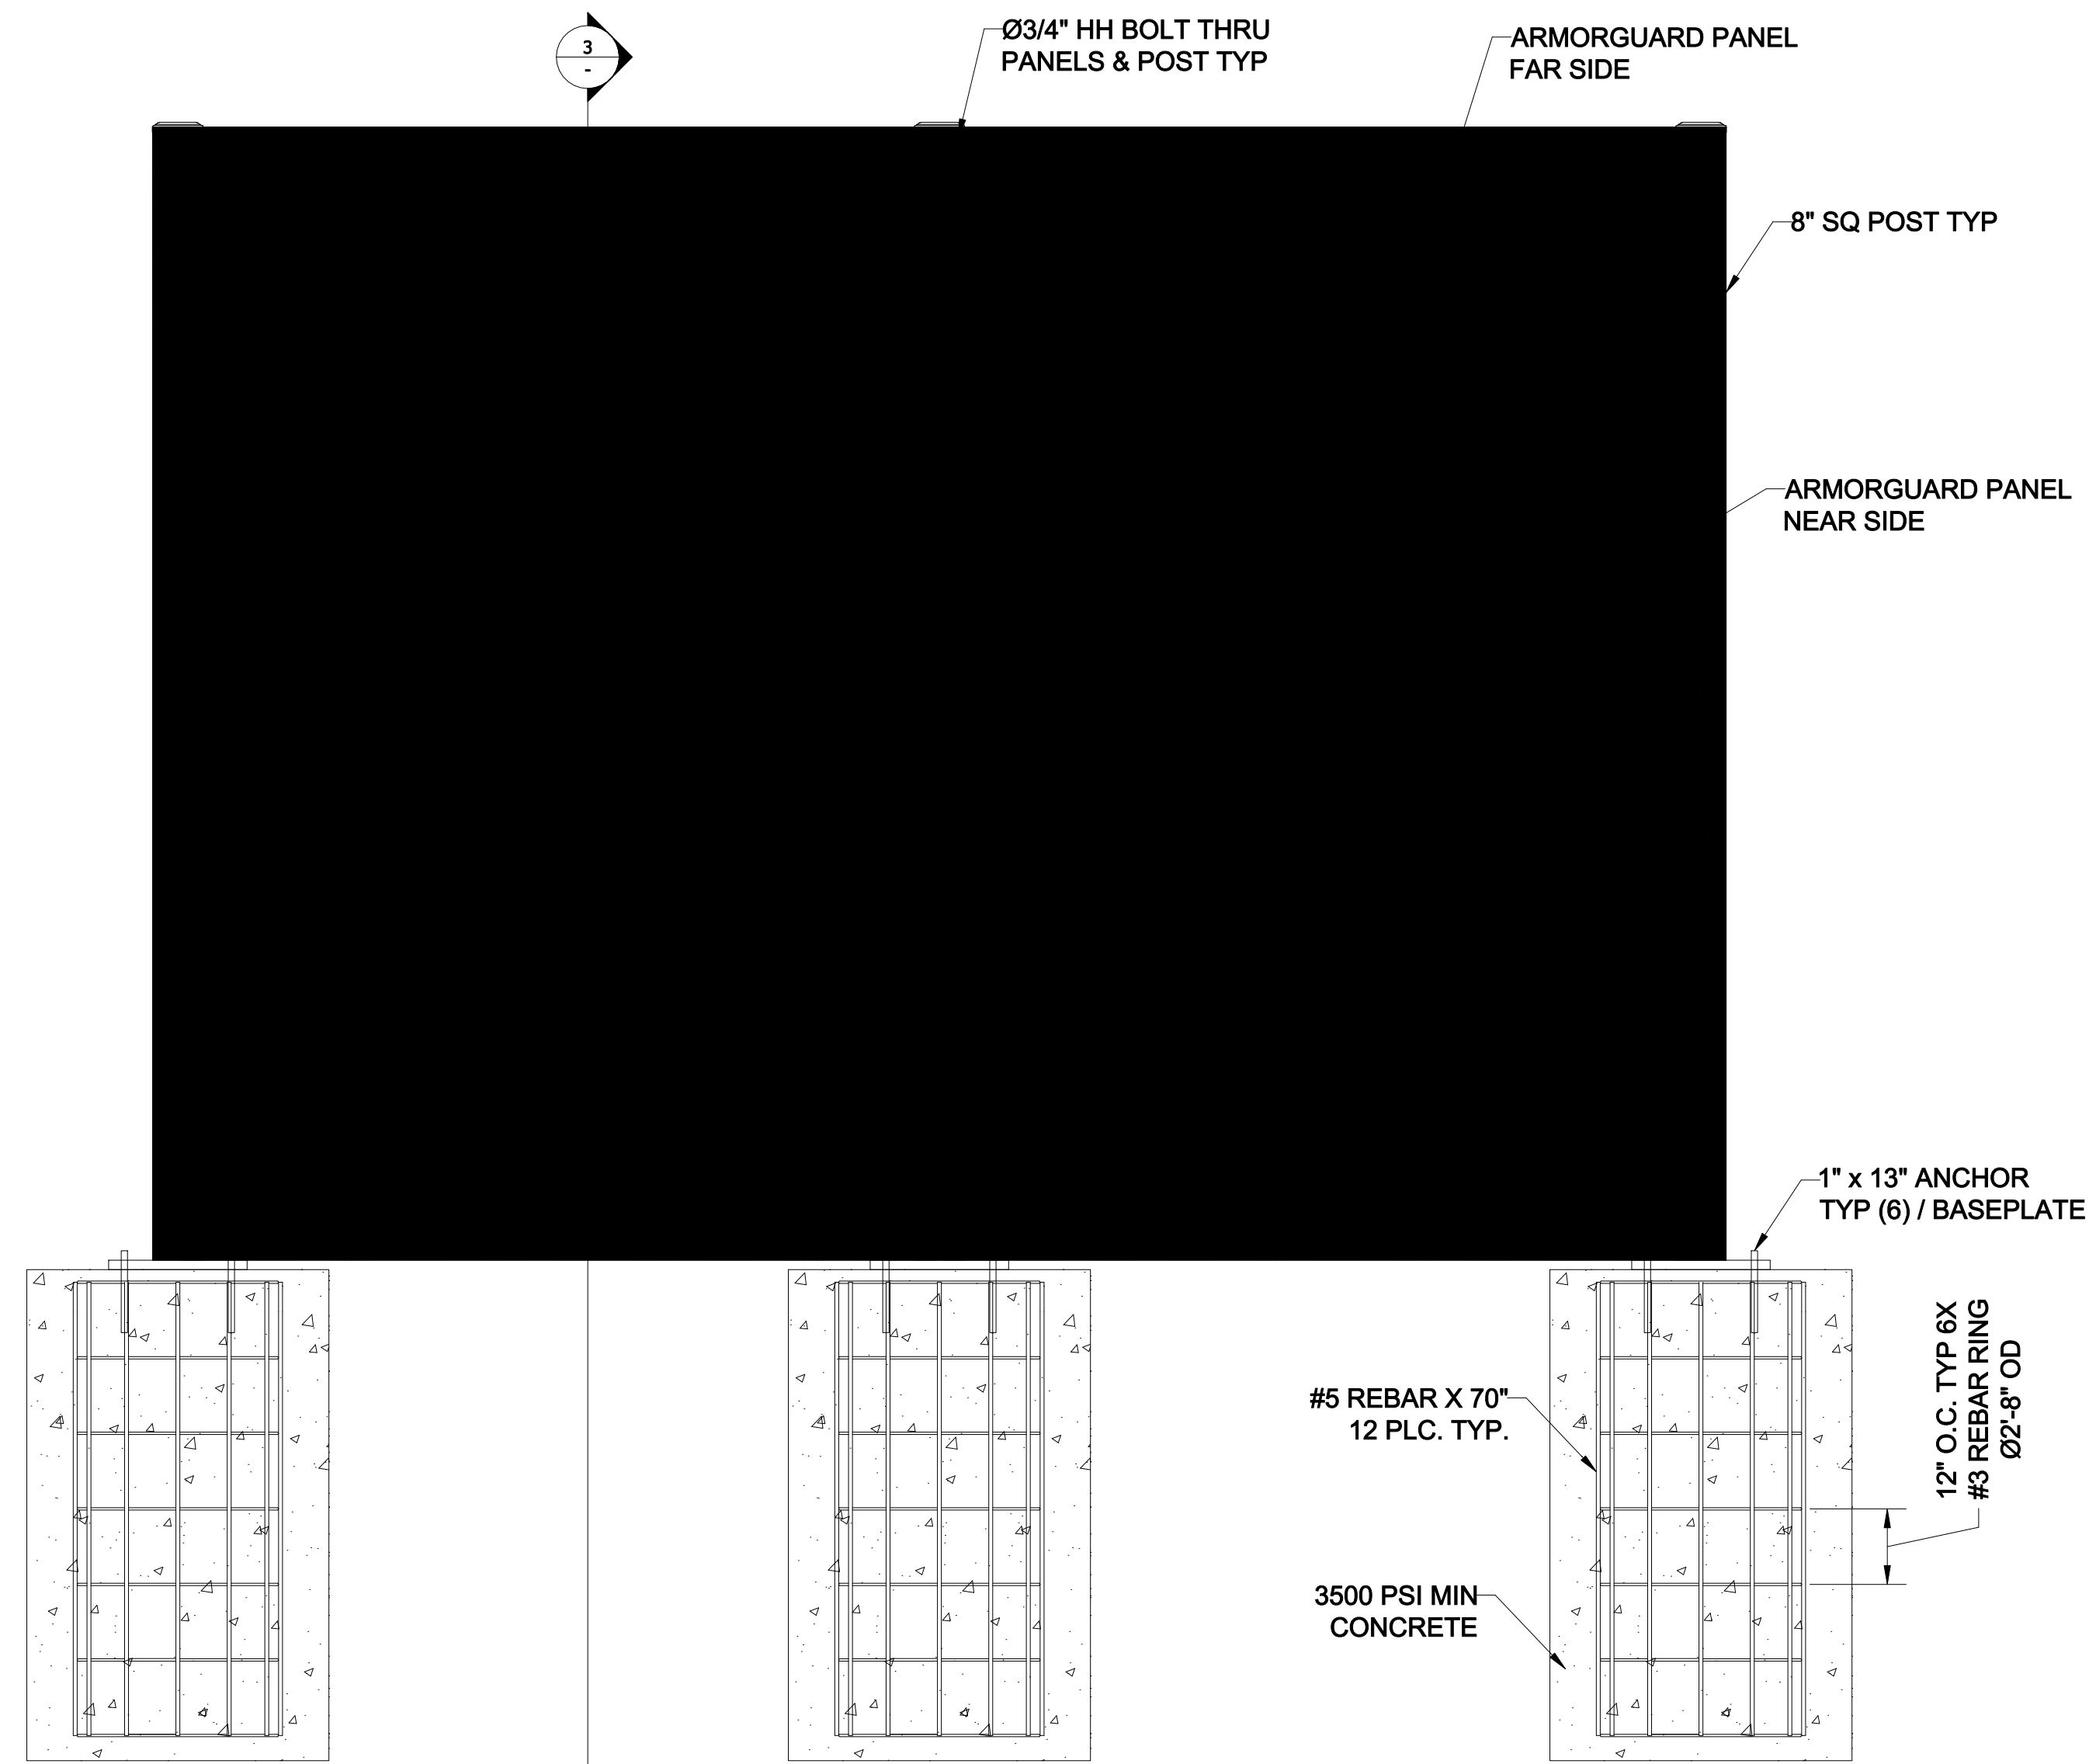 3
-
Ø3/4" HH BOLT THRU
PANELS & POST TYP
ARMORGUARD PANEL
FAR SIDE
8" SQ POST TYP
ARMORGUARD PANEL
NEAR SIDE
1" x 13" ANCHOR
TYP (6) / BASEPLATE
12" O.C. TYP 6X
#3 REBAR RING
Ø2'-8" OD
#5 REBAR X 70"
12 PLC. TYP.
3500 PSI MIN
CONCRETE